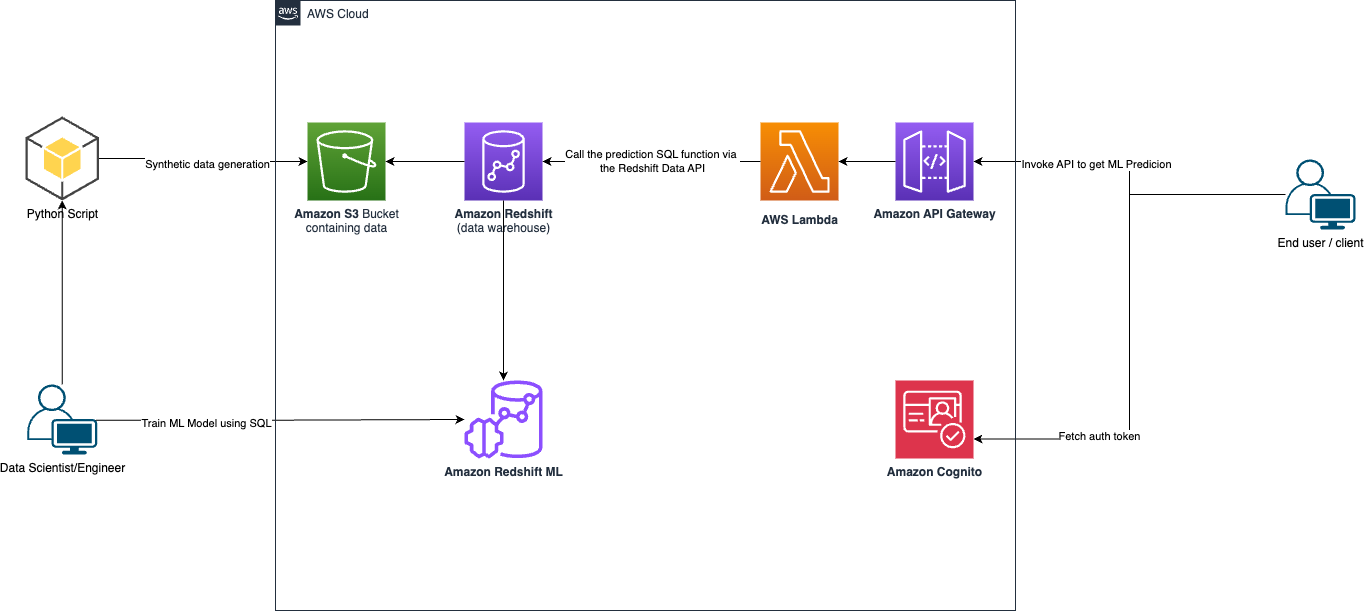 aws
AWS Cloud
Synthetic data generation
Call the prediction SQL function via
the Redshift Data API
Invoke API to get ML Predicion
Python Script
Amazon S3 Bucket
containing data
Amazon Redshift
(data warehouse)
AWS Lambda
Amazon API Gateway
End user / client
Train ML Model using SQL
Fetch auth token
Data Scientist/Engineer
Amazon Redshift ML
Amazon Cognito